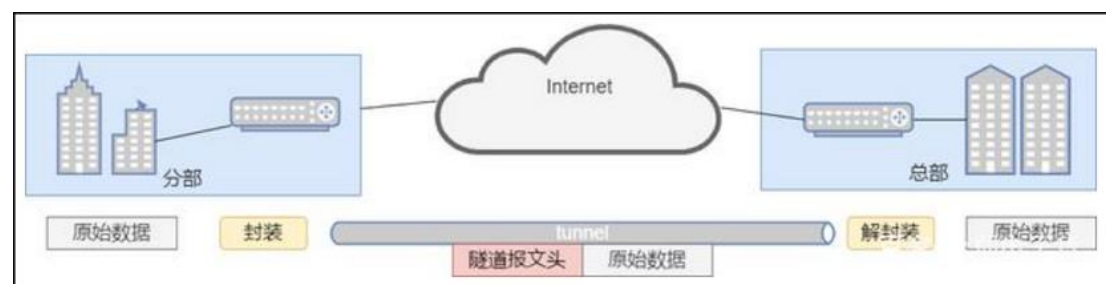 Internet
分部
总部
原始数据
封装
tunnel
解封装
原始数据
隧道报文头
原始数据